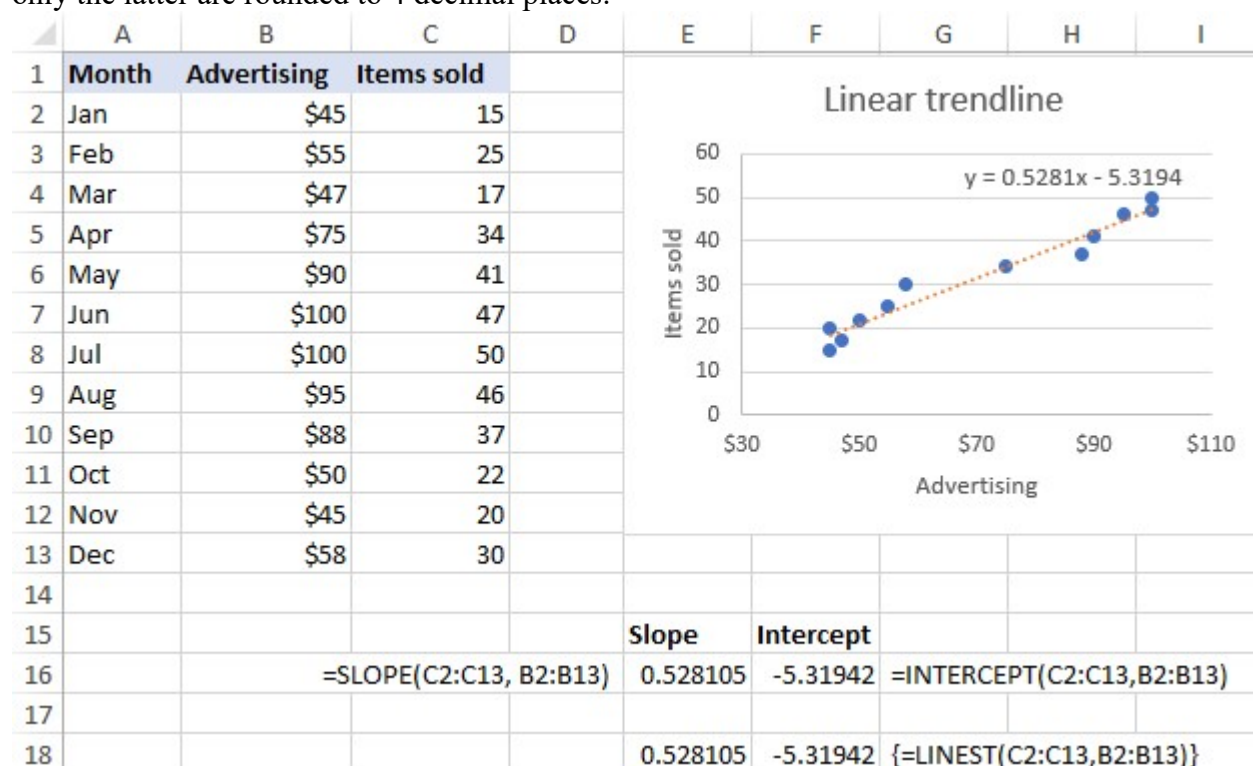 only the latter are rounded to 4 decimal places:
A B C D E F G H I
1 Month Advertising Items sold
2 Jan $45 15
3 Feb $55 25
4 Mar $47 17
5 Apr $75 34
6 May $90 41
7 Jun $100 47
8 Jul $100 50
9 Aug $95 46
10 Sep $88 37
11 Oct $50 22
12 Nov $45 20
13 Dec $58 30
14
15 Slope Intercept
16 =SLOPE(C2:C13, B2:B13) 0.528105 -5.31942 =INTERCEPT(C2:C13,B2:B13)
17
18 0.528105 -5.31942 {=LINEST(C2:C13,B2:B13)}
Linear trendline
y = 0.5281x - 5.3194
Items sold
60
50
40
30
20
10
0
$30 $50 $70 $90 $110
Advertising